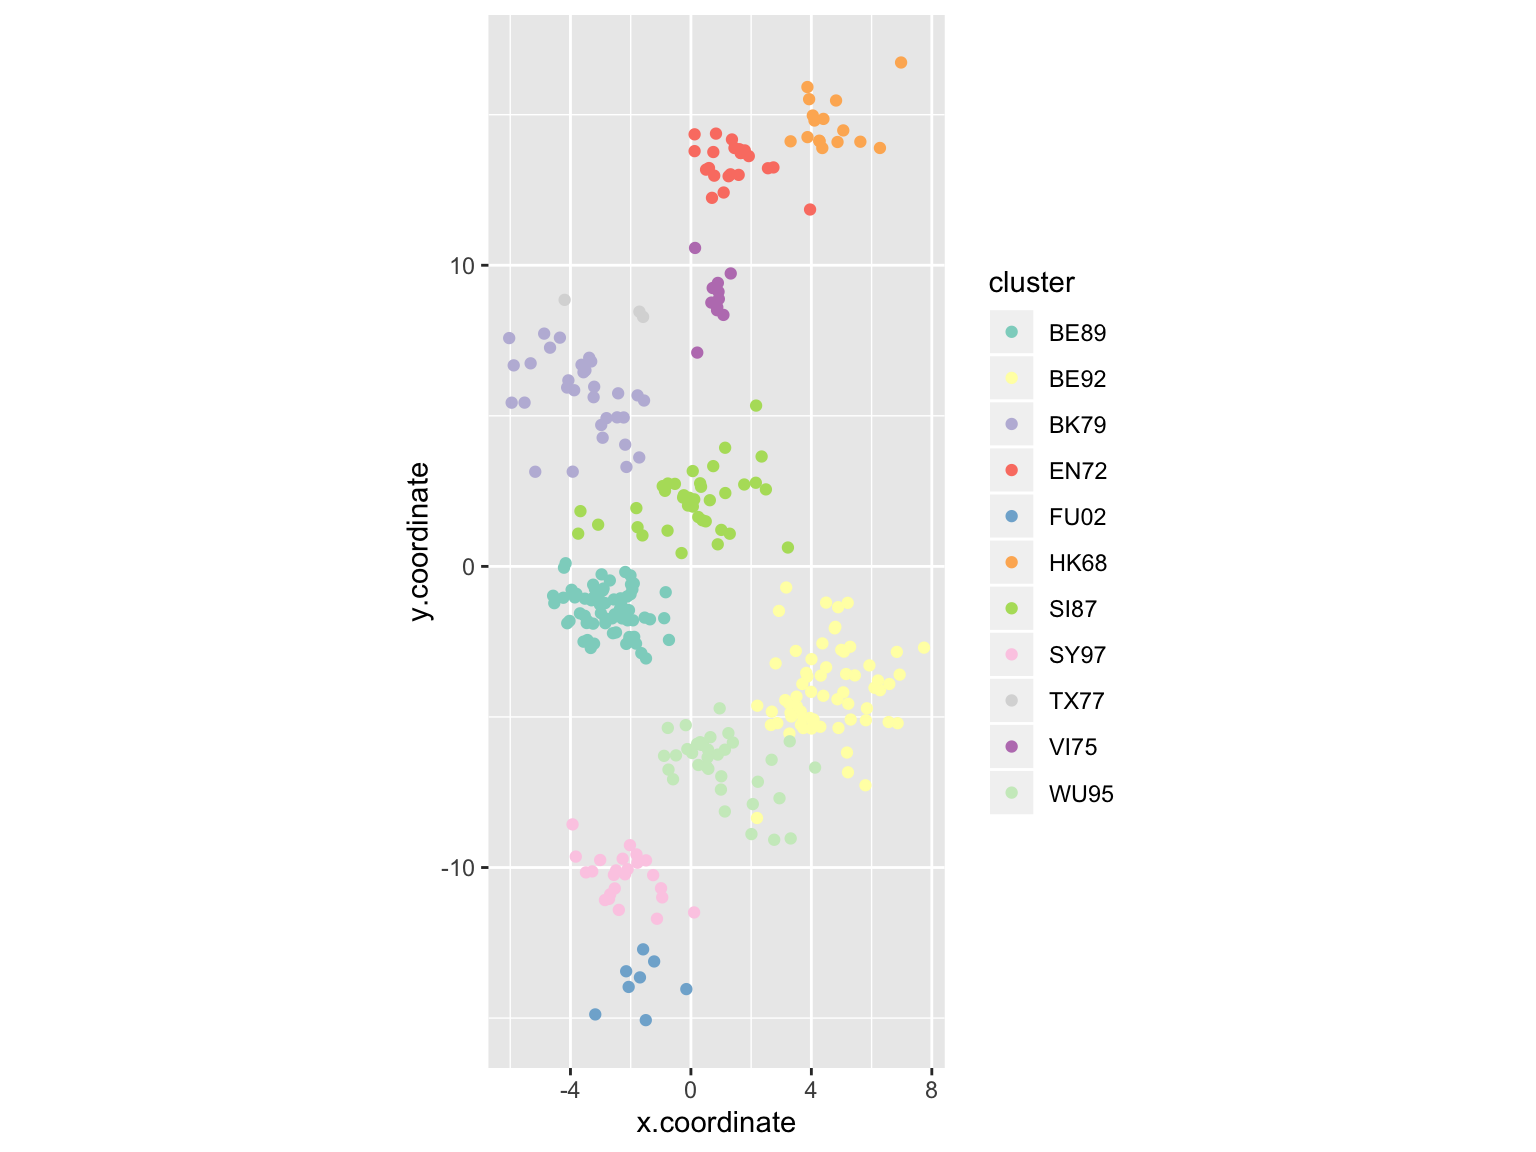 10
0
-10
y.coordinate
-4
0
4
8
x.coordinate
cluster
BE89
BE92
BK79
EN72
FU02
HK68
SI87
SY97
TX77
VI75
WU95